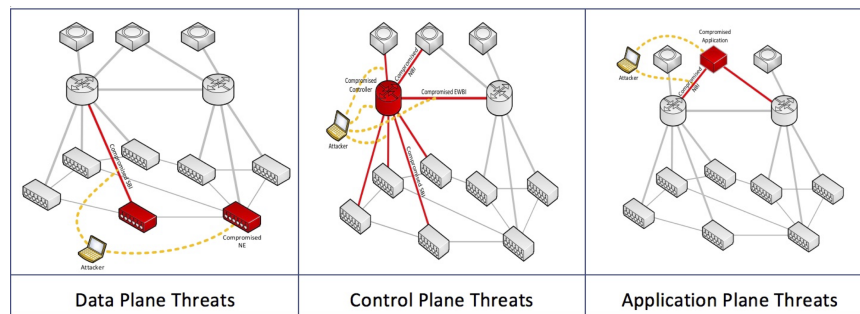 Compromised SBI
Attacker
Compromised
NE
Data Plane Threats
Compromised
Controller
Compromised
NBI
Compromised EWBI
Attacker
Compromised SBI
Control Plane Threats
Compromised
Application
Attacker
Compromised
NBI
Application Plane Threats